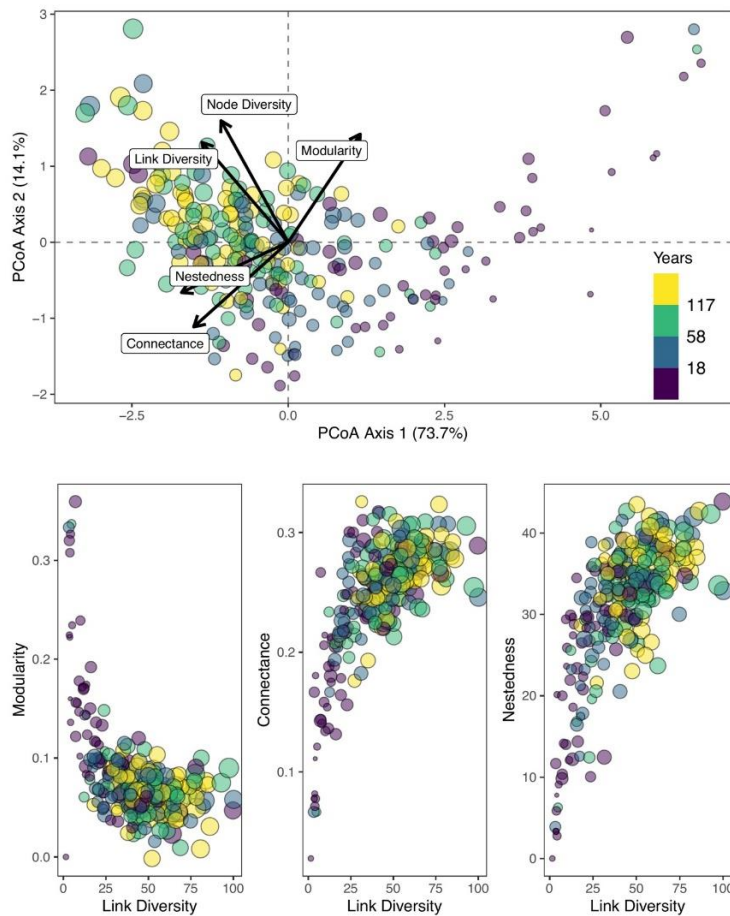 3
2
1
0
−1
−2
PCoA Axis 2 (14.1%)
Node Diversity
Link Diversity
Modularity
Nestedness
Connectance
Years
117
58
18
−2.5
0.0
2.5
5.0
PCoA Axis 1 (73.7%)
Modularity
0.3
0.2
0.1
0.0
0
25
50
75
100
Link Diversity
Connectance
0.3
0.2
0.1
0
25
50
75
100
Link Diversity
Nestedness
40
30
20
10
0
0
25
50
75
100
Link Diversity